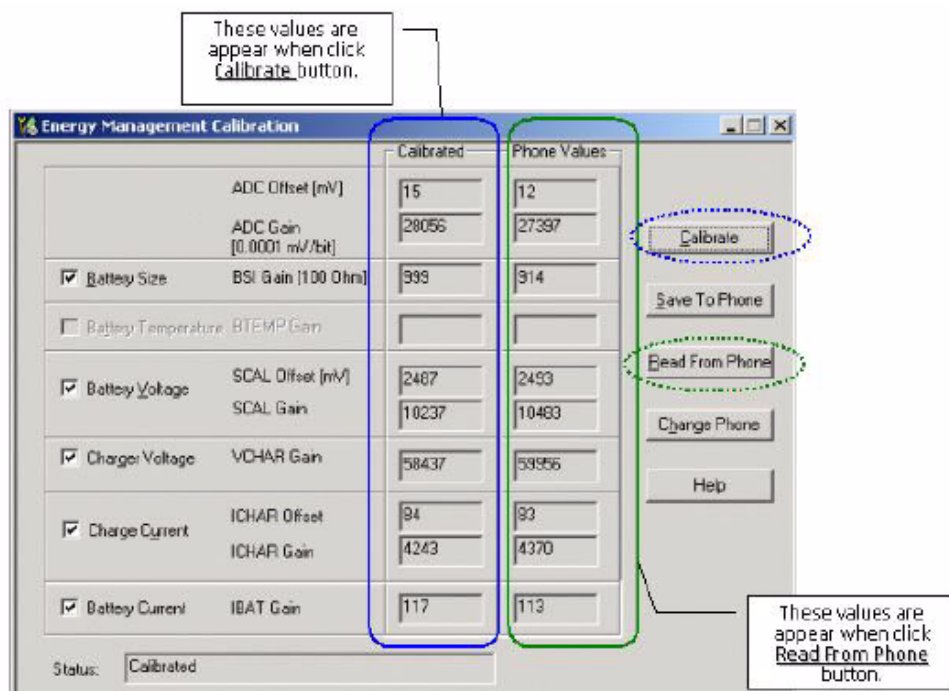 These values are
appear when click
Calibrate button.
Energy Management Calibration
Calibrated Phone Values
ADC Offset [mV] 15 12
ADC Gain 28056 27397
[0.0001 mV/bit]
Battery Size BSI Gain [100 Ohm] 999 914
Battery Temperature BTEMP Gain
Battery Voltage SCAL Offset [mV] 2487 2493
SCAL Gain 10237 10483
Charger Voltage VCHAR Gain 58437 59956
Charge Current ICHAR Offset 94 93
ICHAR Gain 4243 4370
Battery Current IBAT Gain 117 113
Status: Calibrated
Calibrate
Save To Phone
Read From Phone
Change Phone
Help
These values are
appear when click
Read From Phone
button.